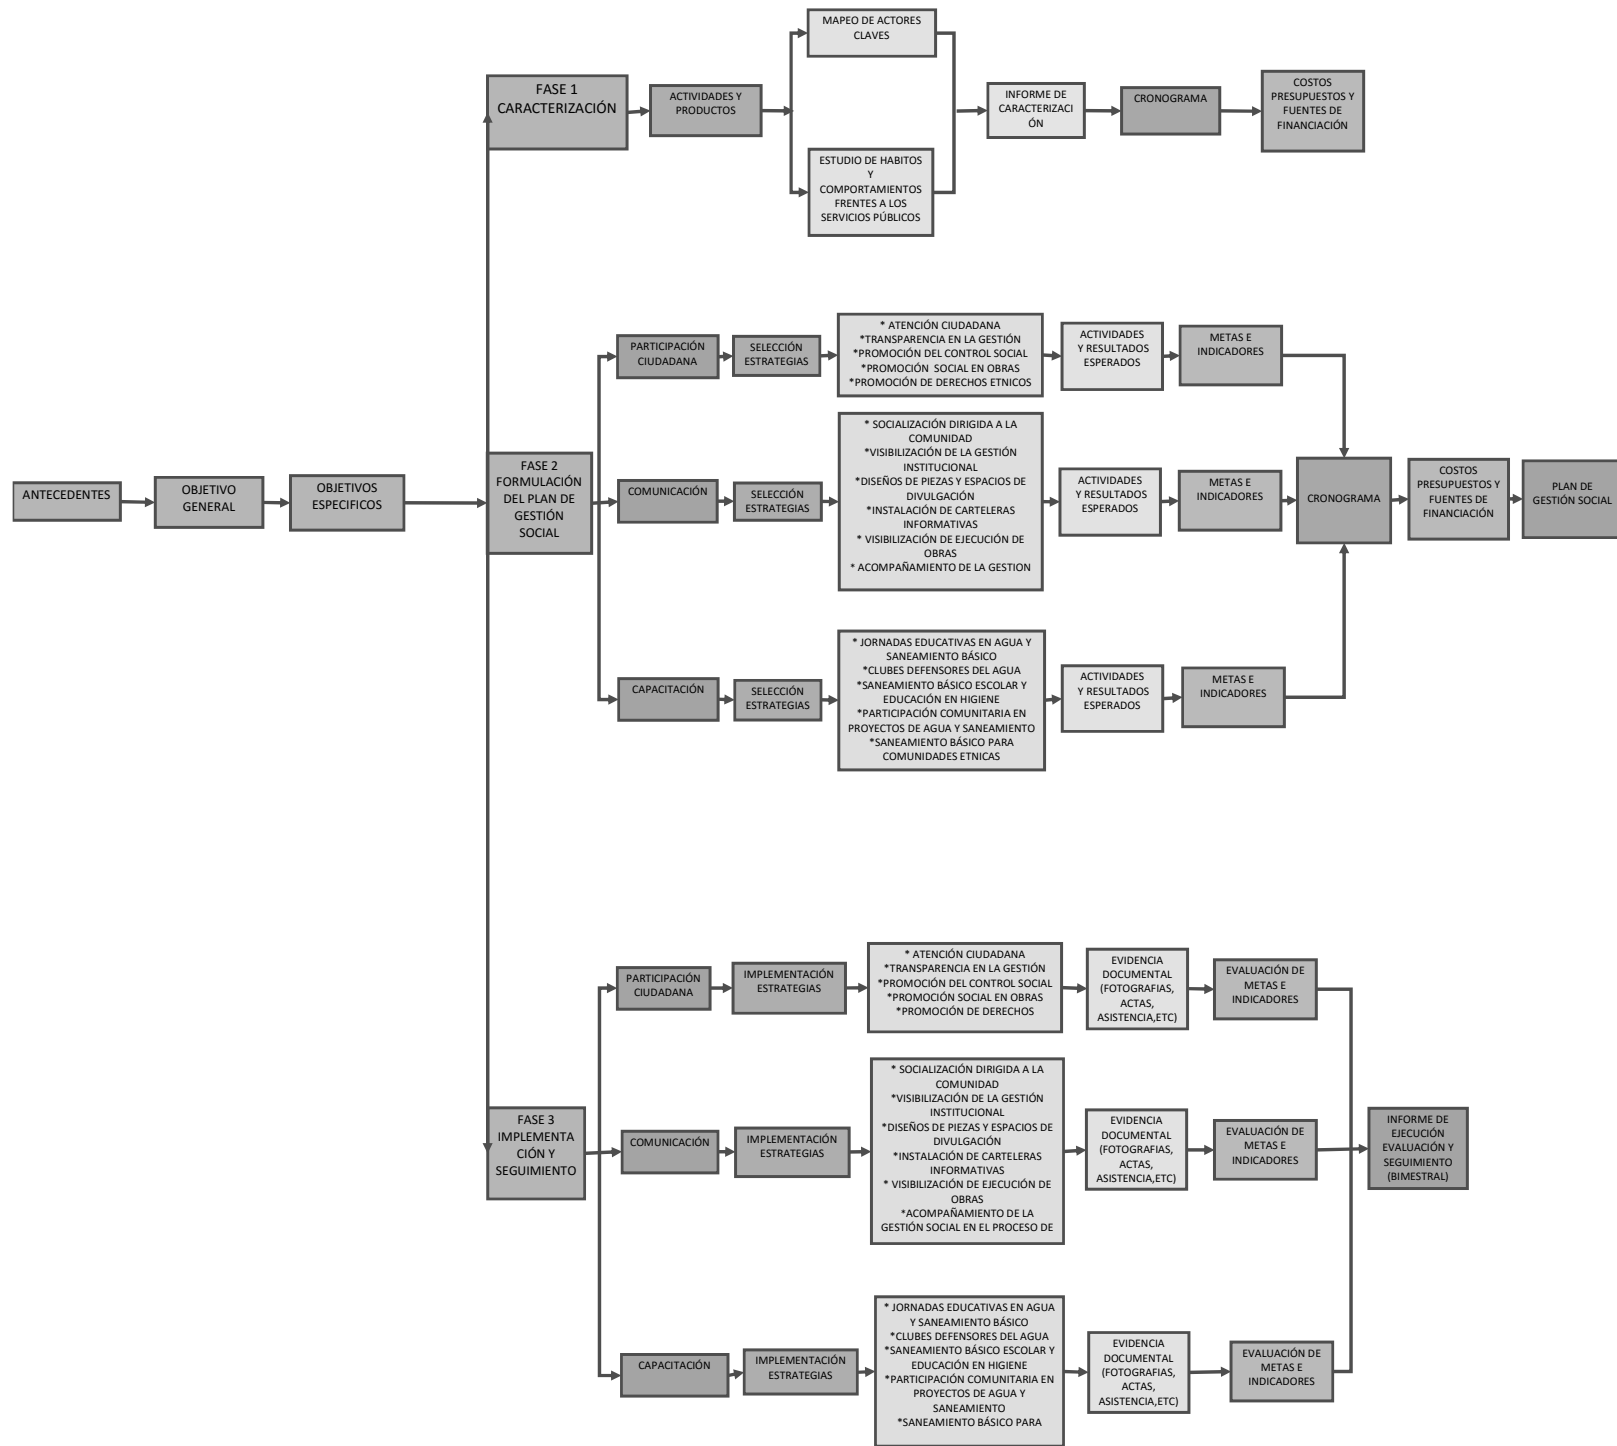 MAPEO DE ACTORES
CLAVES
FASE 1
CARACTERIZACIÓN
ACTIVIDADES Y
PRODUCTOS
INFORME DE
CARACTERIZACI
ÓN
CRONOGRAMA
COSTOS
PRESUPUESTOS Y
FUENTES DE
FINANCIACIÓN
ESTUDIO DE HABITOS
Y
COMPORTAMIENTOS
FRENTES A LOS
SERVICIOS PÚBLICOS
PARTICIPACIÓN
CIUDADANA
SELECCIÓN
ESTRATEGIAS
* ATENCIÓN CIUDADANA
*TRANSPARENCIA EN LA GESTIÓN
*PROMOCIÓN DEL CONTROL SOCIAL
*PROMOCIÓN SOCIAL EN OBRAS
*PROMOCIÓN DE DERECHOS ETNICOS
ACTIVIDADES
Y RESULTADOS
ESPERADOS
METAS E
INDICADORES
ANTECEDENTES
OBJETIVO
GENERAL
OBJETIVOS
ESPECIFICOS
FASE 2
FORMULACIÓN
DEL PLAN DE
GESTIÓN
SOCIAL
COMUNICACIÓN
SELECCIÓN
ESTRATEGIAS
* SOCIALIZACIÓN DIRIGIDA A LA
COMUNIDAD
*VISIBILIZACIÓN DE LA GESTIÓN
INSTITUCIONAL
*DISEÑOS DE PIEZAS Y ESPACIOS DE
DIVULGACIÓN
*INSTALACIÓN DE CARTELERAS
INFORMATIVAS
* VISIBILIZACIÓN DE EJECUCIÓN DE
OBRAS
* ACOMPAÑAMIENTO DE LA GESTION
ACTIVIDADES
Y RESULTADOS
ESPERADOS
METAS E
INDICADORES
CRONOGRAMA
COSTOS
PRESUPUESTOS Y
FUENTES DE
FINANCIACIÓN
PLAN DE
GESTIÓN SOCIAL
CAPACITACIÓN
SELECCIÓN
ESTRATEGIAS
* JORNADAS EDUCATIVAS EN AGUA Y
SANEAMIENTO BÁSICO
*CLUBES DEFENSORES DEL AGUA
*SANEAMIENTO BÁSICO ESCOLAR Y
EDUCACIÓN EN HIGIENE
*PARTICIPACIÓN COMUNITARIA EN
PROYECTOS DE AGUA Y SANEAMIENTO
*SANEAMIENTO BÁSICO PARA
COMUNIDADES ETNICAS
ACTIVIDADES
Y RESULTADOS
ESPERADOS
METAS E
INDICADORES
PARTICIPACIÓN
CIUDADANA
IMPLEMENTACIÓN
ESTRATEGIAS
* ATENCIÓN CIUDADANA
*TRANSPARENCIA EN LA GESTIÓN
*PROMOCIÓN DEL CONTROL SOCIAL
*PROMOCIÓN SOCIAL EN OBRAS
*PROMOCIÓN DE DERECHOS
EVIDENCIA
DOCUMENTAL
(FOTOGRAFIAS,
ACTAS,
ASISTENCIA,ETC)
EVALUACIÓN DE
METAS E
INDICADORES
FASE 3
IMPLEMENTA
CIÓN Y
SEGUIMIENTO
COMUNICACIÓN
IMPLEMENTACIÓN
ESTRATEGIAS
* SOCIALIZACIÓN DIRIGIDA A LA
COMUNIDAD
*VISIBILIZACIÓN DE LA GESTIÓN
INSTITUCIONAL
*DISEÑOS DE PIEZAS Y ESPACIOS DE
DIVULGACIÓN
*INSTALACIÓN DE CARTELERAS
INFORMATIVAS
* VISIBILIZACIÓN DE EJECUCIÓN DE
OBRAS
*ACOMPAÑAMIENTO DE LA
GESTIÓN SOCIAL EN EL PROCESO DE
EVIDENCIA
DOCUMENTAL
(FOTOGRAFIAS,
ACTAS,
ASISTENCIA,ETC)
EVALUACIÓN DE
METAS E
INDICADORES
INFORME DE
EJECUCIÓN
EVALUACIÓN Y
SEGUIMIENTO
(BIMESTRAL)
CAPACITACIÓN
IMPLEMENTACIÓN
ESTRATEGIAS
* JORNADAS EDUCATIVAS EN AGUA
Y SANEAMIENTO BÁSICO
*CLUBES DEFENSORES DEL AGUA
*SANEAMIENTO BÁSICO ESCOLAR Y
EDUCACIÓN EN HIGIENE
*PARTICIPACIÓN COMUNITARIA EN
PROYECTOS DE AGUA Y
SANEAMIENTO
*SANEAMIENTO BÁSICO PARA
EVIDENCIA
DOCUMENTAL
(FOTOGRAFIAS,
ACTAS,
ASISTENCIA,ETC)
EVALUACIÓN DE
METAS E
INDICADORES